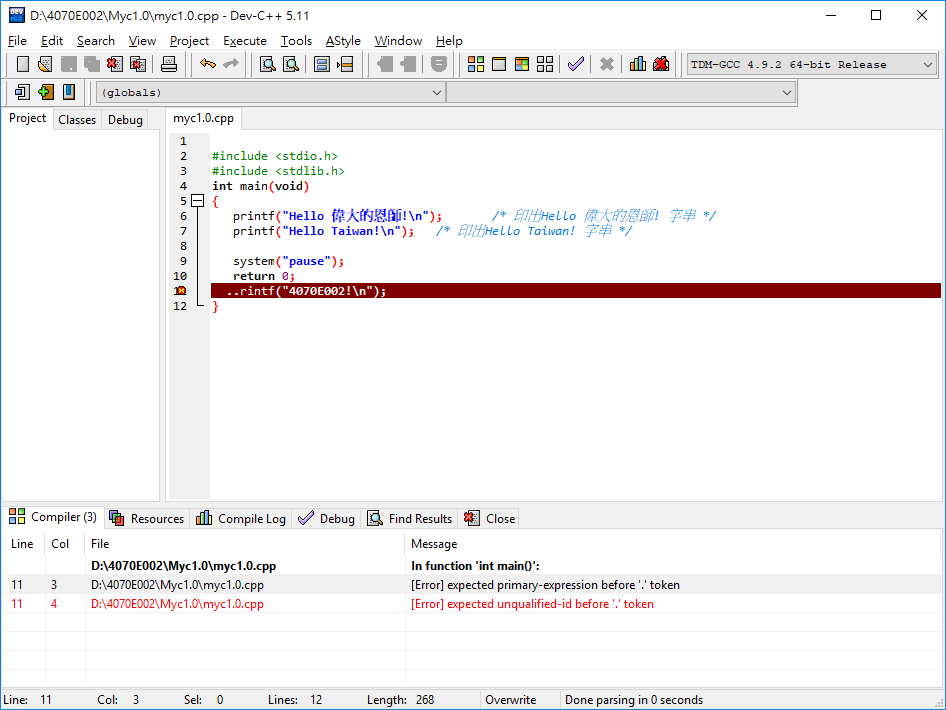 D:\4070E002\Myc1.0\myc1.0.cpp - Dev-C++ 5.11
File Edit Search View Project Execute Tools AStyle Window Help
TDM-GCC 4.9.2 64-bit Release
(globals)
Project Classes Debug myc1.0.cpp
1
2 #include <stdio.h>
3 #include <stdlib.h>
4 int main(void)
5 {
6 printf("Hello 偉大的恩師!\n"); /* 印出Hello 偉大的恩師! 字串 */
7 printf("Hello Taiwan!\n"); /* 印出Hello Taiwan! 字串 */
8
9 system("pause");
10 return 0;
..rintf("4070E002!\n");
12 }
Compiler (3) Resources Compile Log Debug Find Results Close
Line Col File Message
D:\4070E002\Myc1.0\myc1.0.cpp In function 'int main()':
11 3 D:\4070E002\Myc1.0\myc1.0.cpp [Error] expected primary-expression before '.' token
11 4 D:\4070E002\Myc1.0\myc1.0.cpp [Error] expected unqualified-id before '.' token
Line: 11 Col: 3 Sel: 0 Lines: 12 Length: 268 Overwrite Done parsing in 0 seconds